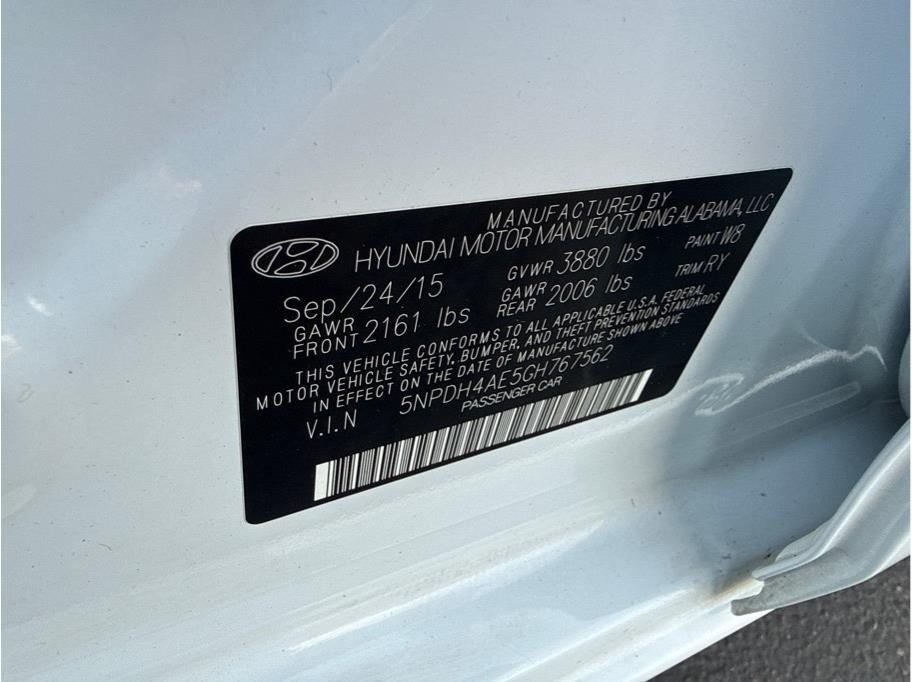 MANUFACTURED BY
HYUNDAI MOTOR MANUFACTURING ALABAMA, LLC
Sep/24/15 GVWR 3880 lbs PAINT W8
GAWR FRONT 2161 lbs GAWR REAR 2006 lbs TRIM RY
THIS VEHICLE CONFORMS TO ALL APPLICABLE U.S.A. FEDERAL
MOTOR VEHICLE SAFETY, BUMPER, AND THEFT PREVENTION STANDARDS
IN EFFECT ON THE DATE OF MANUFACTURE SHOWN ABOVE
V.I.N 5NPDH4AE5GH767562
PASSENGER CAR